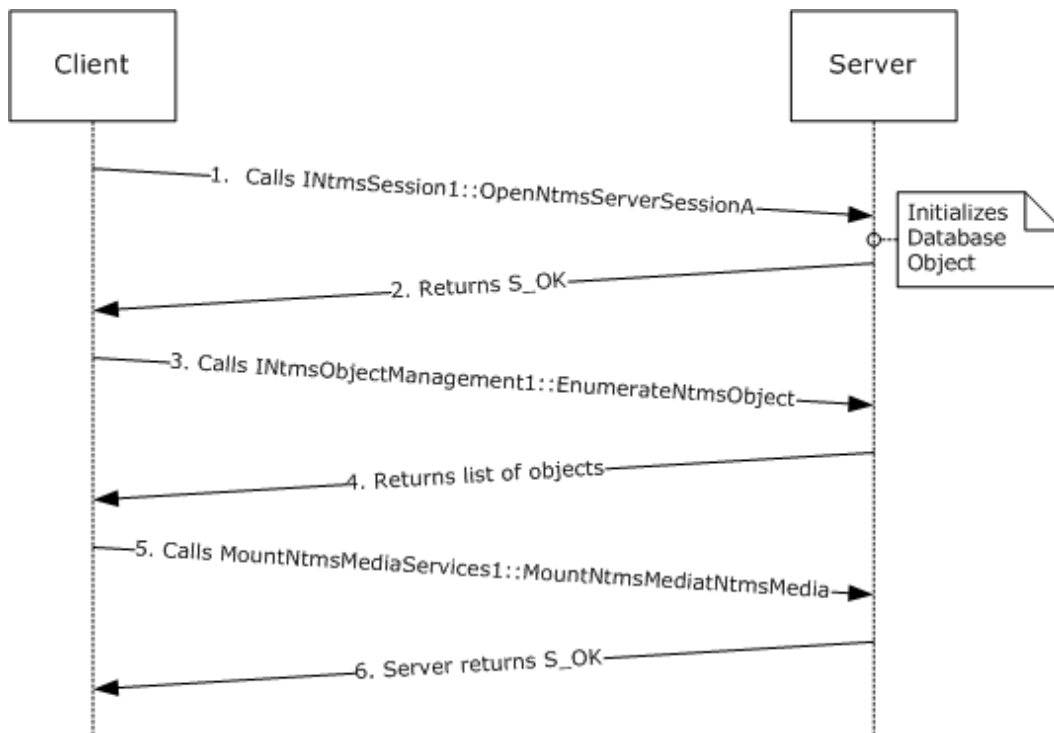 Client
Server
1.  Calls INtmsSession1::OpenNtmsServerSessionA
Initializes
Database
Object
2. Returns S_OK
3. Calls INtmsObjectManagement1::EnumerateNtmsObject
4. Returns list of objects
5. Calls MountNtmsMediaServices1::MountNtmsMediatNtmsMedia
6. Server returns S_OK